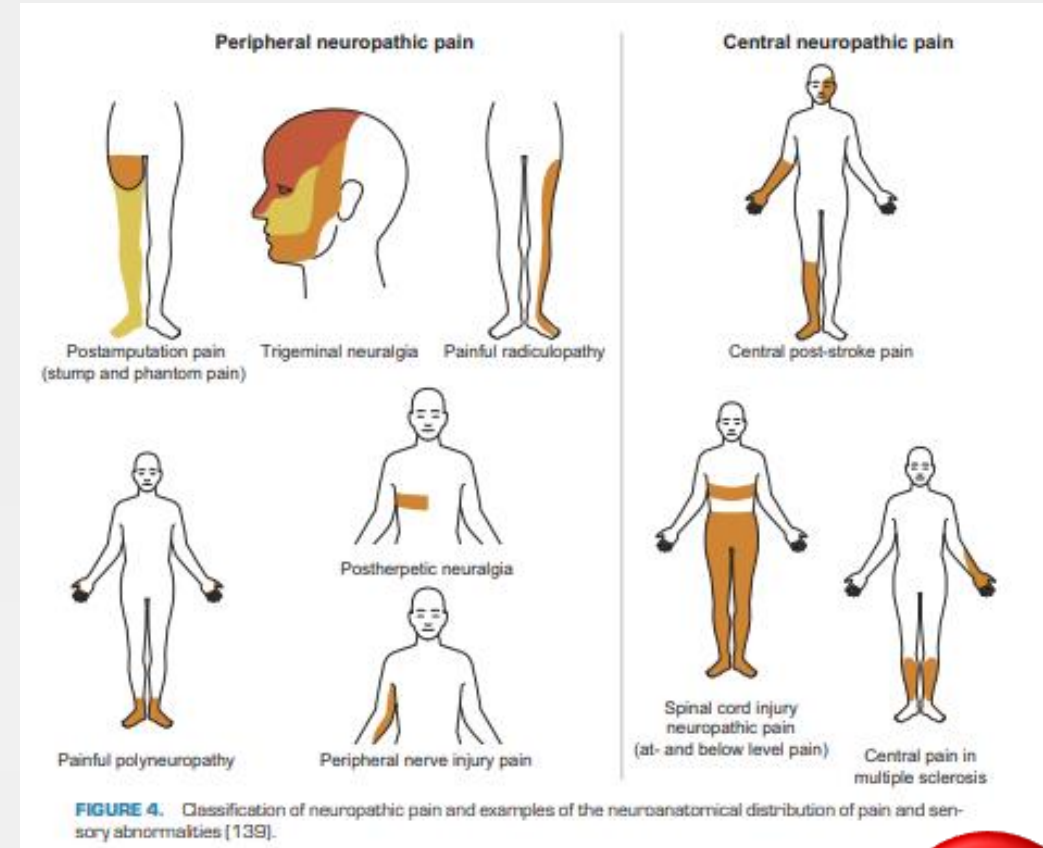 Peripheral neuropathic pain
Central neuropathic pain
Postamputation pain
(stump and phantom pain)
Trigeminal neuralgia
Painful radiculopathy
Central post-stroke pain
Postherpetic neuralgia
Painful polyneuropathy
Peripheral nerve injury pain
Spinal cord injury
neuropathic pain
(at- and below level pain)
Central pain in
multiple sclerosis
FIGURE 4. Classification of neuropathic pain and examples of the neuroanatomical distribution of pain and sen-
sory abnormalities [139].